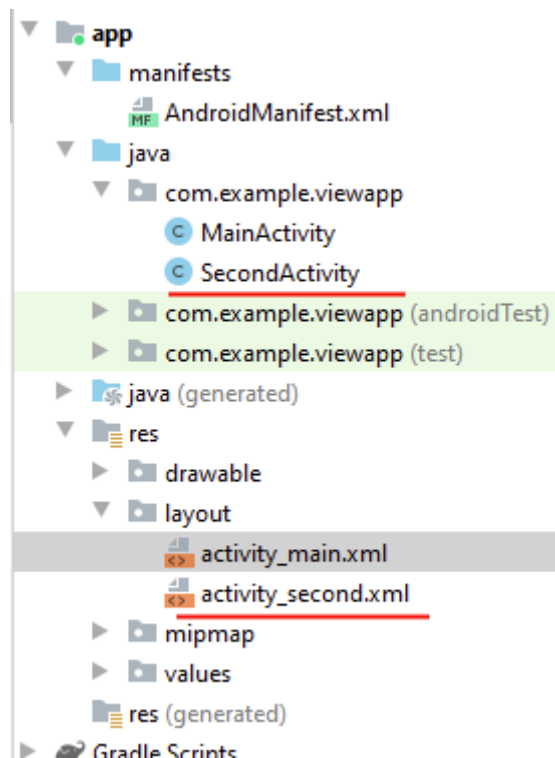 app
manifests
MF AndroidManifest.xml
java
com.example.viewapp
C MainActivity
C SecondActivity
com.example.viewapp (androidTest)
com.example.viewapp (test)
java (generated)
res
drawable
layout
<> activity_main.xml
<> activity_second.xml
mipmap
values
res (generated)
Gradle Scripts